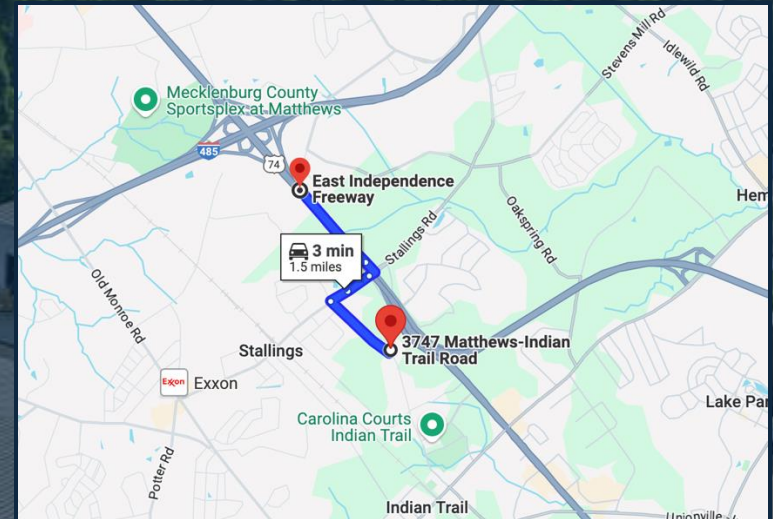 Stevens Mill Rd
Idlewild Rd
Mecklenburg County
Sportsplex at Matthews
485
74
East Independence
Freeway
Oakspring Rd
Hem
Stallings Rd
3 min
1.5 miles
Old Monroe Rd
3747 Matthews-Indian
Trail Road
Stallings
Exxon
Exxon
Lake Par
Carolina Courts
Indian Trail
Potter Rd
Indian Trail
Unionville